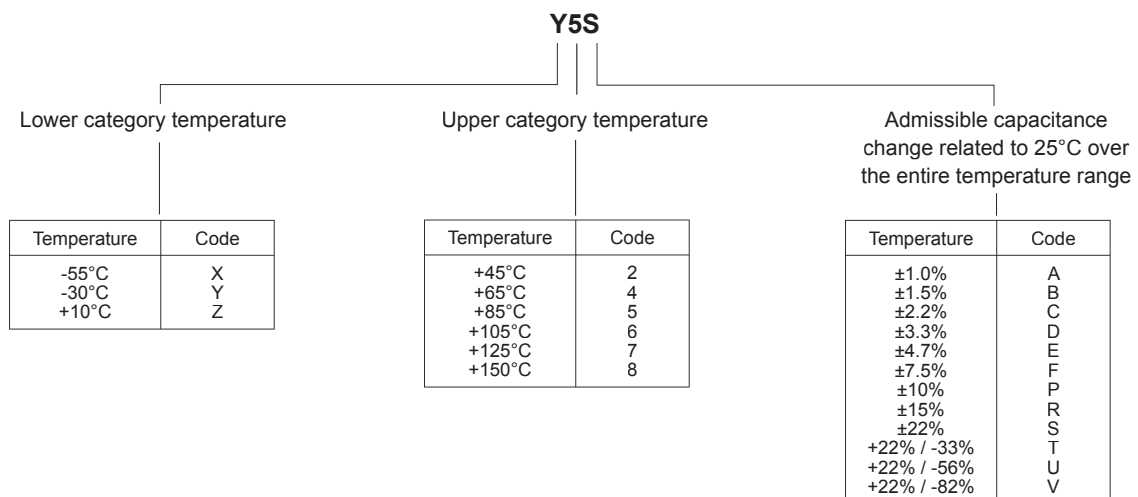 Y5S
Lower category temperature
Upper category temperature
Admissible capacitance
change related to 25°C over
the entire temperature range
Temperature Code
-55°C X
-30°C Y
+10°C Z
Temperature Code
+45°C 2
+65°C 4
+85°C 5
+105°C 6
+125°C 7
+150°C 8
Temperature Code
±1.0% A
±1.5% B
±2.2% C
±3.3% D
±4.7% E
±7.5% F
±10% P
±15% R
±22% S
+22% / -33% T
+22% / -56% U
+22% / -82% V